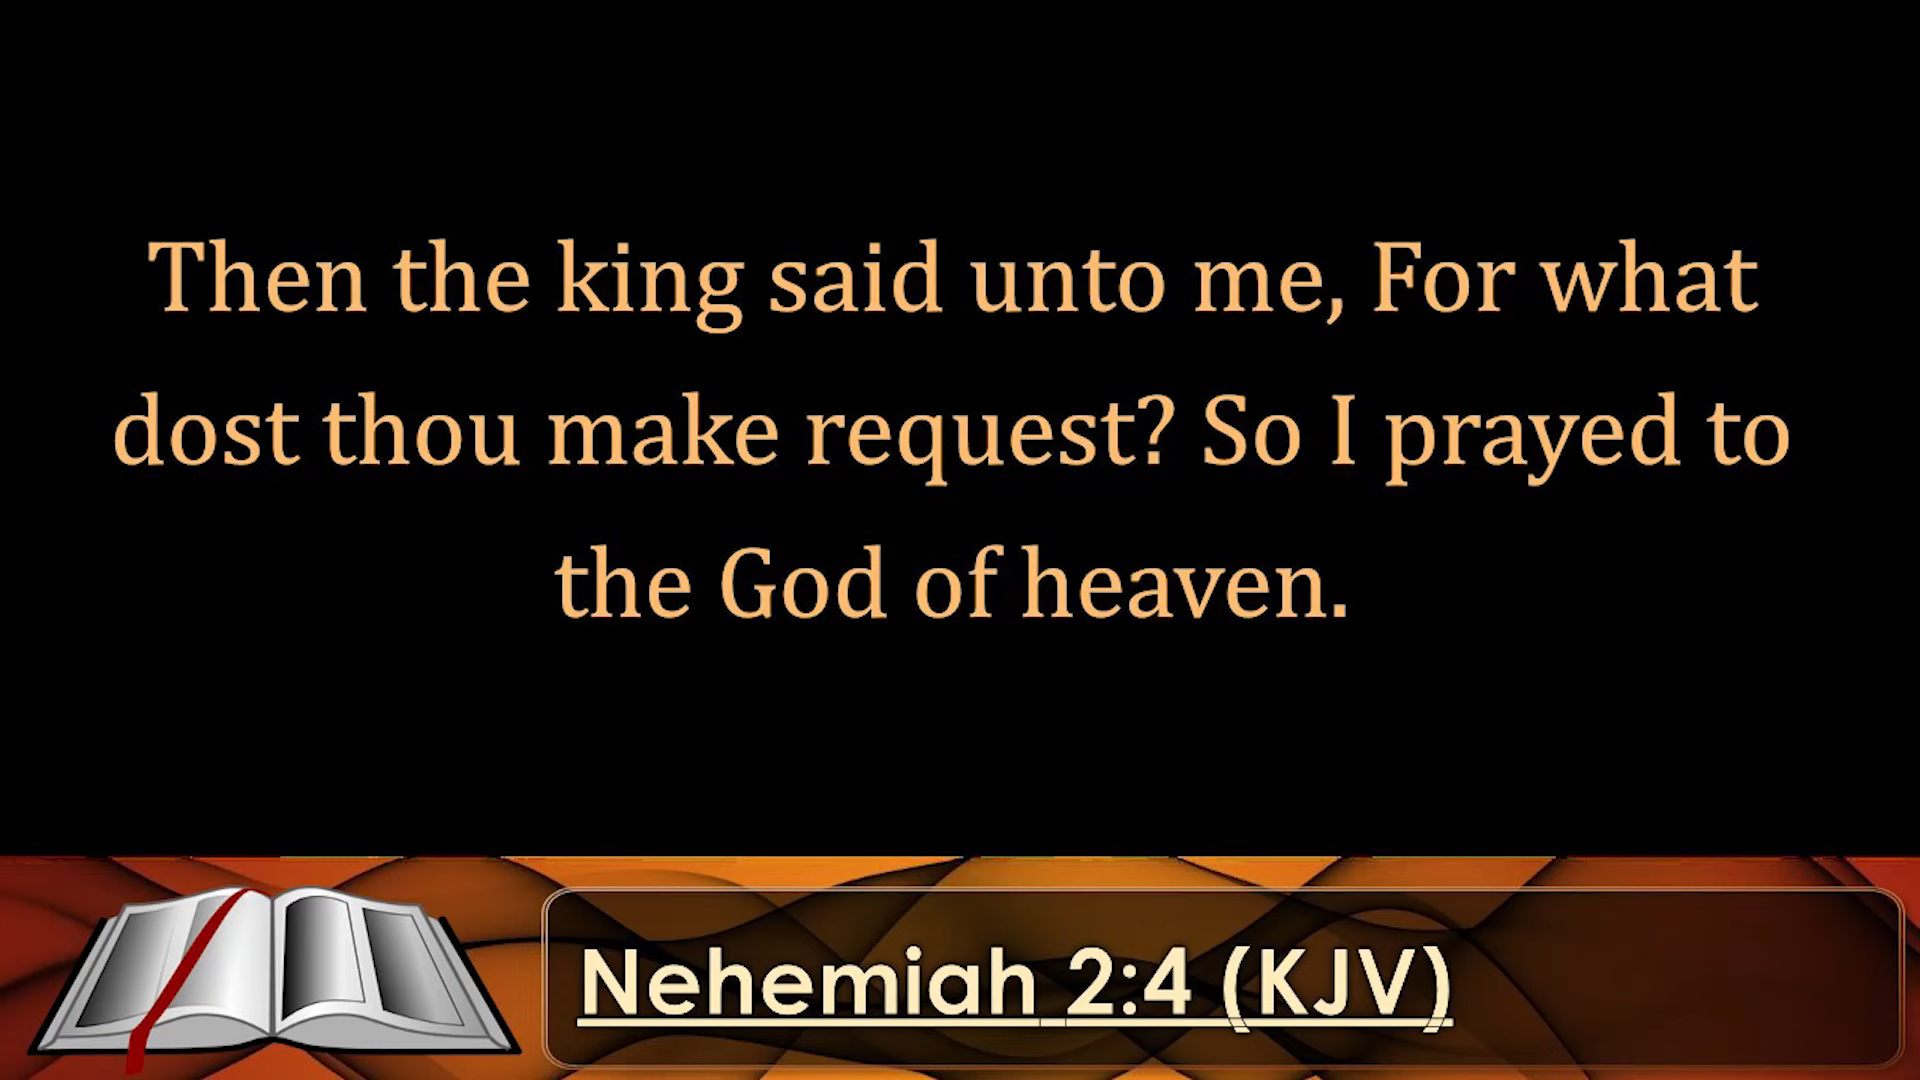 Then the king said unto me, For what
dost thou make request? So I prayed to
the God of heaven.
Nehemiah 2:4 (KJV)